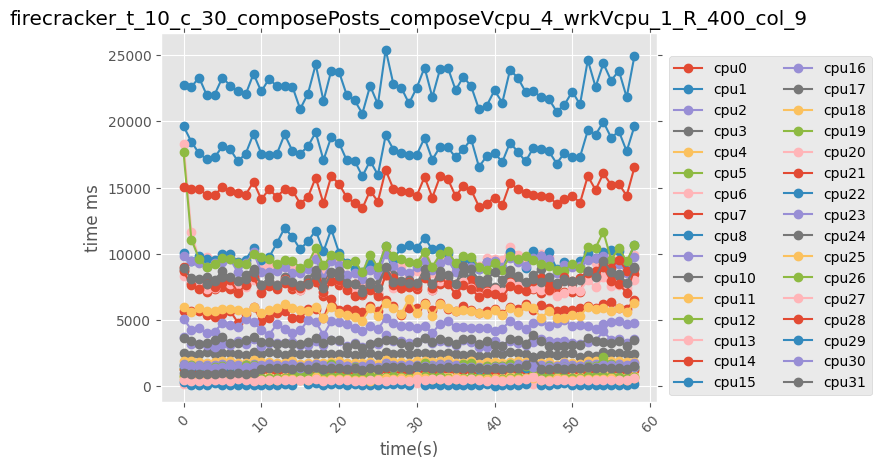 firecracker_t_10_c_30_composePosts_composeVcpu_4_wrkVcpu_1_R_400_col_9
time ms
25000
20000
15000
10000
5000
0
0
10
20
30
40
50
60
time(s)
cpu0
cpu1
cpu2
cpu3
cpu4
cpu5
cpu6
cpu7
cpu8
cpu9
cpu10
cpu11
cpu12
cpu13
cpu14
cpu15
cpu16
cpu17
cpu18
cpu19
cpu20
cpu21
cpu22
cpu23
cpu24
cpu25
cpu26
cpu27
cpu28
cpu29
cpu30
cpu31